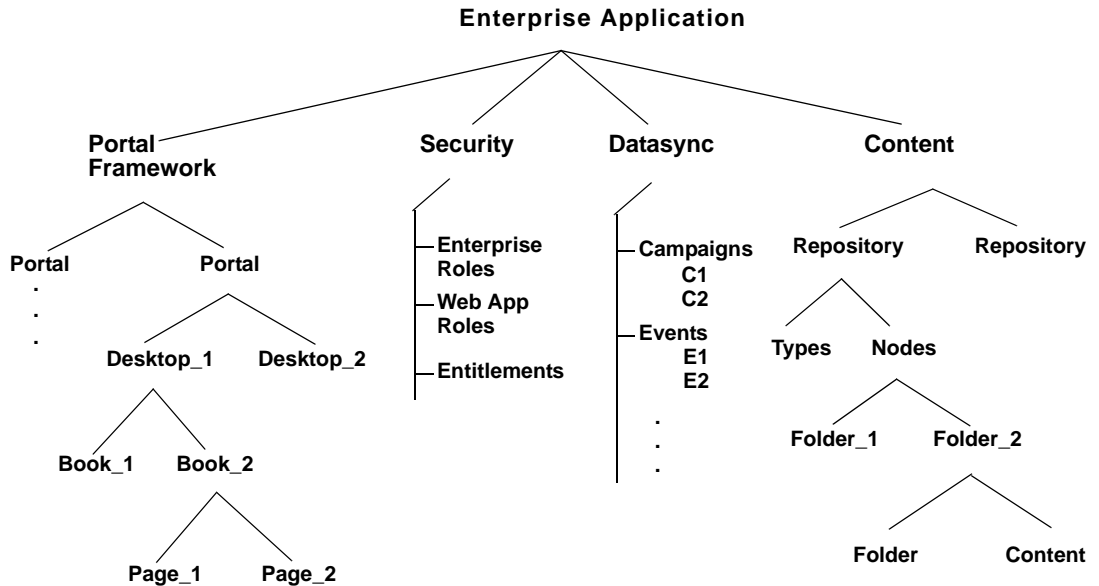 Enterprise Application
Portal
Framework
Security
Datasync
Content
Portal
.
.
.
Portal
Desktop_1
Desktop_2
Book_1
Book_2
Page_1
Page_2
Enterprise
Roles
Web App
Roles
Entitlements
Campaigns
C1
C2
Events
E1
E2
.
.
.
Repository
Repository
Types
Nodes
Folder_1
Folder_2
Folder
Content